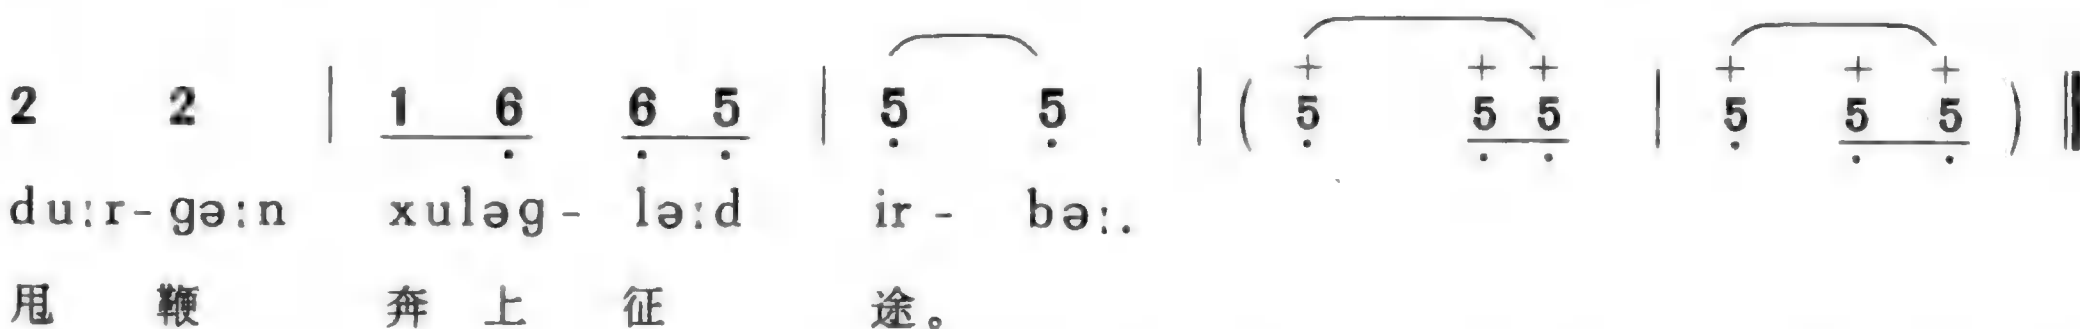 2 2 | 1 6̣ 6̣ 5̣ | 5̣ 5̣ | ( 5̣ 5̣ 5̣ | 5̣ 5̣ 5̣ ) ‖
du:r- gə:n xuləg- lə:d ir- bə:.
甩 鞭 奔 上 征 途。